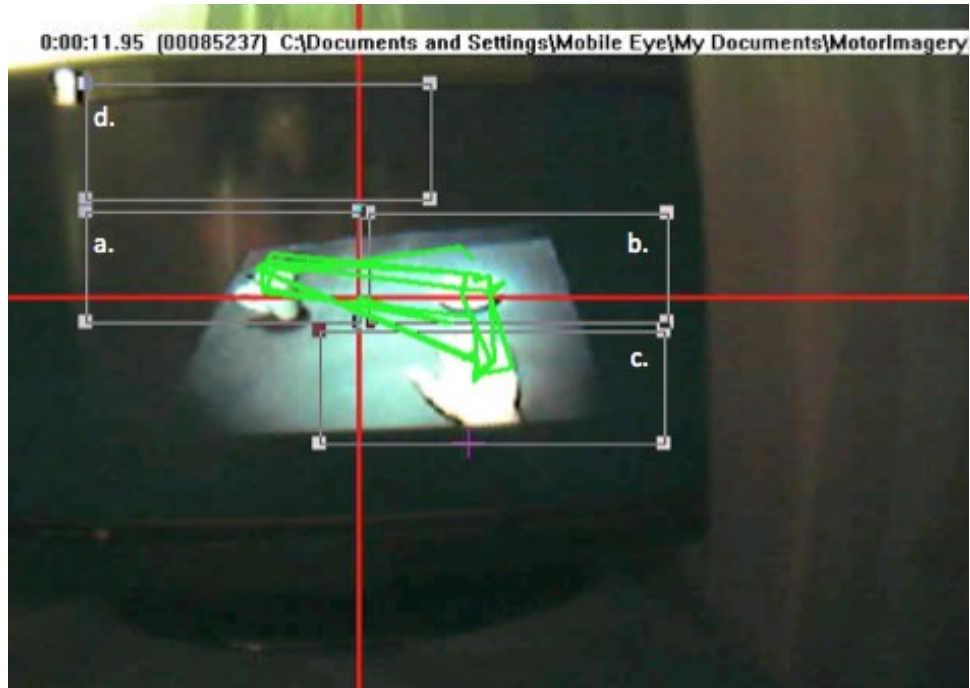 0:00:11.95 [00085237] C:\Documents and Settings\Mobile Eye\My Documents\MotorImagery
d.
a.
b.
c.